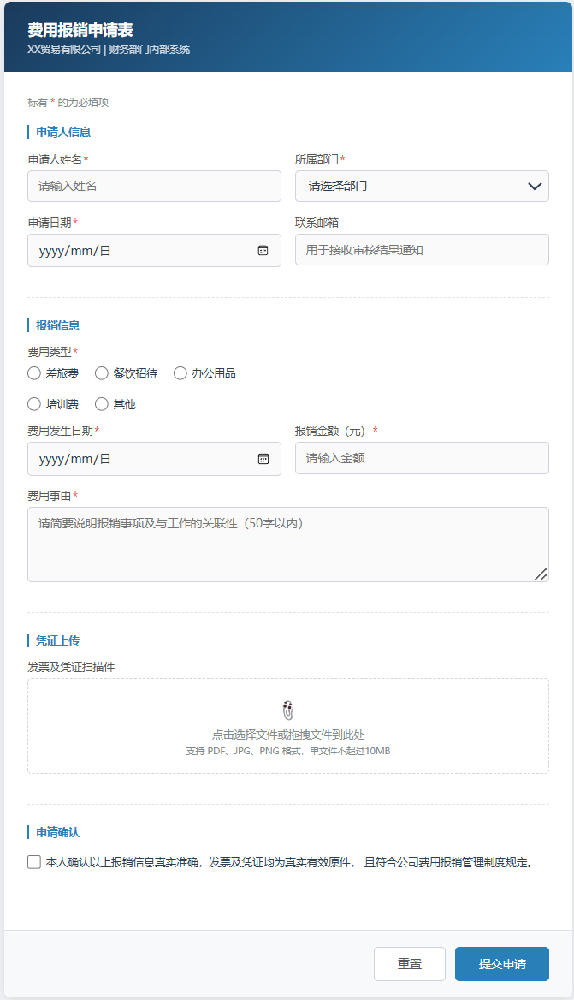 费用报销申请表
XX贸易有限公司 | 财务部门内部系统
标有 * 的为必填项
申请人信息
申请人姓名* 所属部门*
请输入姓名 请选择部门
申请日期* 联系邮箱
yyyy/mm/日 用于接收审核结果通知
报销信息
费用类型*
差旅费 餐饮招待 办公用品
培训费 其他
费用发生日期* 报销金额（元） *
yyyy/mm/日 请输入金额
费用事由*
请简要说明报销事项及与工作的关联性（50字以内）
凭证上传
发票及凭证扫描件
点击选择文件或拖拽文件到此处
支持 PDF、JPG、PNG 格式，单文件不超过10MB
申请确认
本人确认以上报销信息真实准确，发票及凭证均为真实有效原件， 且符合公司费用报销管理制度规定。
重置 提交申请